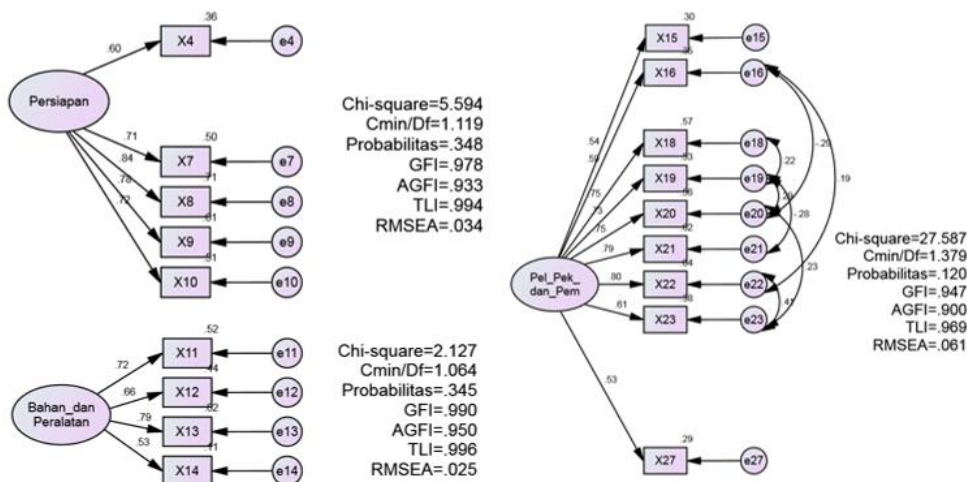 .36
X4
e4
.60
Persiapan
.71
.50
X7
e7
.84
.71
X8
e8
.78
X9
e9
.72
X10
e10
Chi-square=5.594
Cmin/Df=1.119
Probabilitas=.348
GFI=.978
AGFI=.933
TLI=.994
RMSEA=.034
.52
X11
e11
.72
X12
e12
.66
Bahan_dan
Peralatan
.79
X13
e13
.53
X14
e14
Chi-square=2.127
Cmin/Df=1.064
Probabilitas=.345
GFI=.990
AGFI=.950
TLI=.996
RMSEA=.025
.30
X15
e15
X16
e16
.54
.59
.57
X18
e18
.22
.75
X19
e19
.73
X20
e20
-.28
.19
.75
X21
e21
.79
Pel_Pek_
dan_Pem
.80
X22
e22
.23
.61
X23
e23
.41
.53
.29
X27
e27
Chi-square=27.587
Cmin/Df=1.379
Probabilitas=.120
GFI=.947
AGFI=.900
TLI=.969
RMSEA=.061